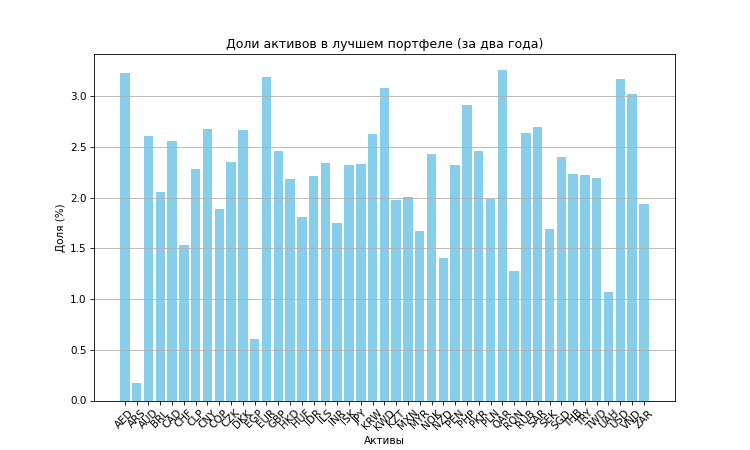 Доли активов в лучшем портфеле (за два года)
3.0
2.5
2.0
1.5
1.0
0.5
0.0
Доля (%)
AED ARS AUD BRL CAD CHF CLP CNY COP CZK DKK EGP EUR GBP HKD HUF IDR ILS INR ISK JPY KRW KWD KZT MXN MYR NOK NZD PEN PHP PKR PLN QAR RON RUB SAR SEK SGD THB TRY TWD UAH USD VND ZAR
Активы